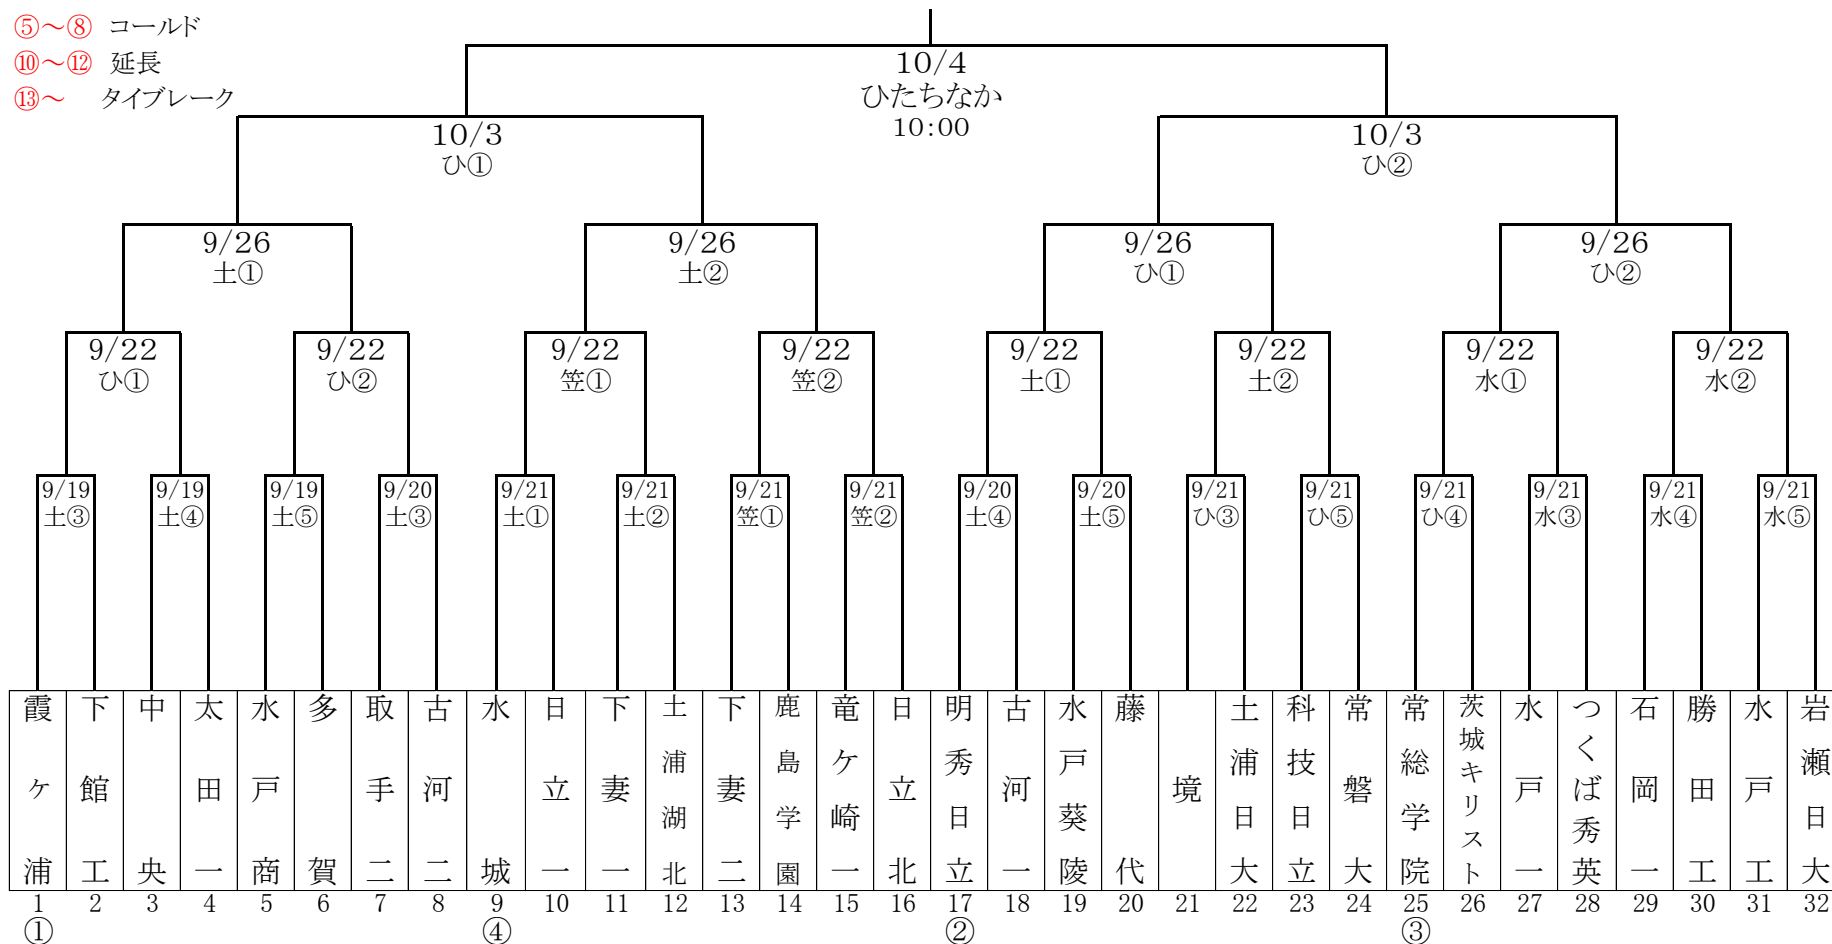 ⑤～⑧ コールド
⑩～⑫ 延長
⑬～ タイブレーク
10/4
ひたちなか
10:00
10/3
ひ①
10/3
ひ②
9/26
土①
9/26
土②
9/26
ひ①
9/26
ひ②
9/22
ひ①
9/22
ひ②
9/22
笠①
9/22
笠②
9/22
土①
9/22
土②
9/22
水①
9/22
水②
9/19
土③
9/19
土④
9/19
土⑤
9/20
土③
9/21
土①
9/21
土②
9/21
笠①
9/21
笠②
9/20
土④
9/20
土⑤
9/21
ひ③
9/21
ひ⑤
9/21
ひ④
9/21
水③
9/21
水④
9/21
水⑤
霞ヶ浦
下館工
中央
太田一
水戸商
多賀
取手二
古河二
水城
日立一
下妻一
土浦湖北
下妻二
鹿島学園
竜ケ崎一
日立北
明秀日立
古河一
水戸葵陵
藤代
境
土浦日大
科技日立
常磐大
常総学院
茨城キリスト
水戸一
つくば秀英
石岡一
勝田工
水戸工
岩瀬日大
1 2 3 4 5 6 7 8 9 10 11 12 13 14 15 16 17 18 19 20 21 22 23 24 25 26 27 28 29 30 31 32
① ④ ② ③